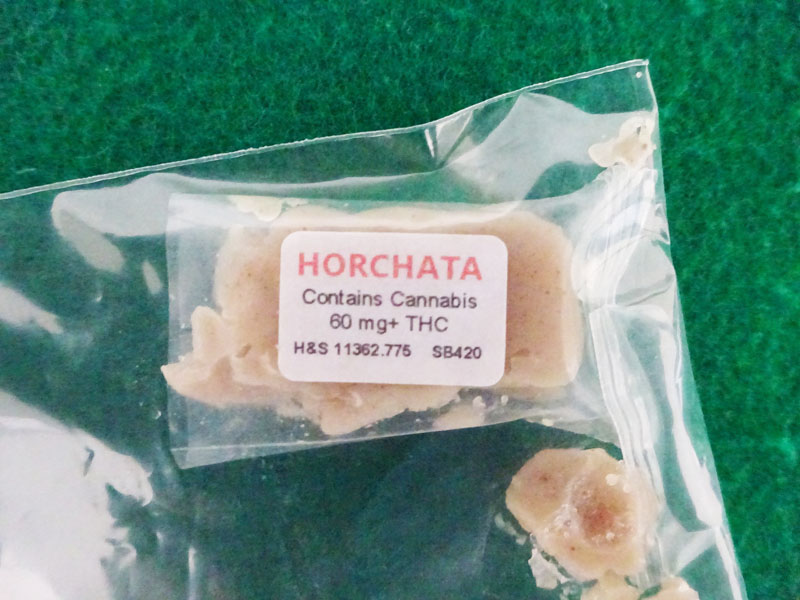 HORCHATA
Contains Cannabis
60 mg+ THC
H&S 11362.775 SB420